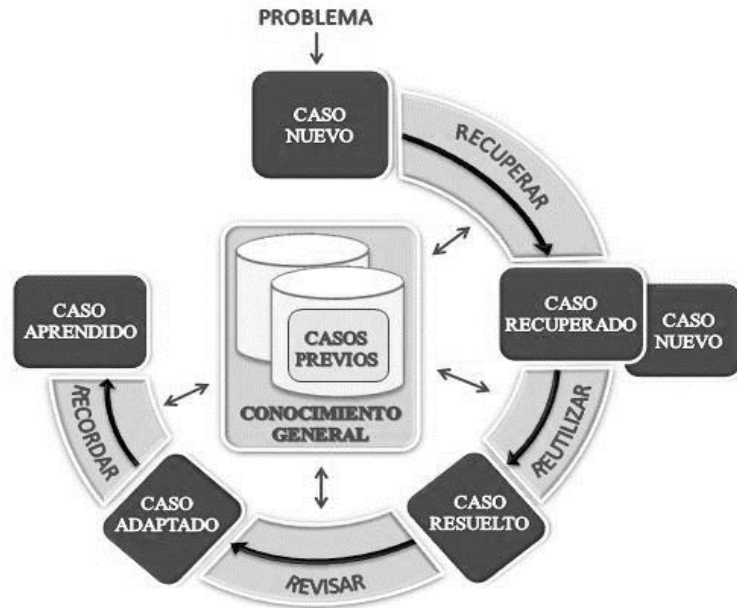 PROBLEMA
CASO
NUEVO
RECUPERAR
CASO
RECUPERADO
CASO
NUEVO
REUTILIZAR
CASO
RESUELTO
REVISAR
CASO
ADAPTADO
RECORDAR
CASO
APRENDIDO
CASOS
PREVIOS
CONOCIMIENTO
GENERAL